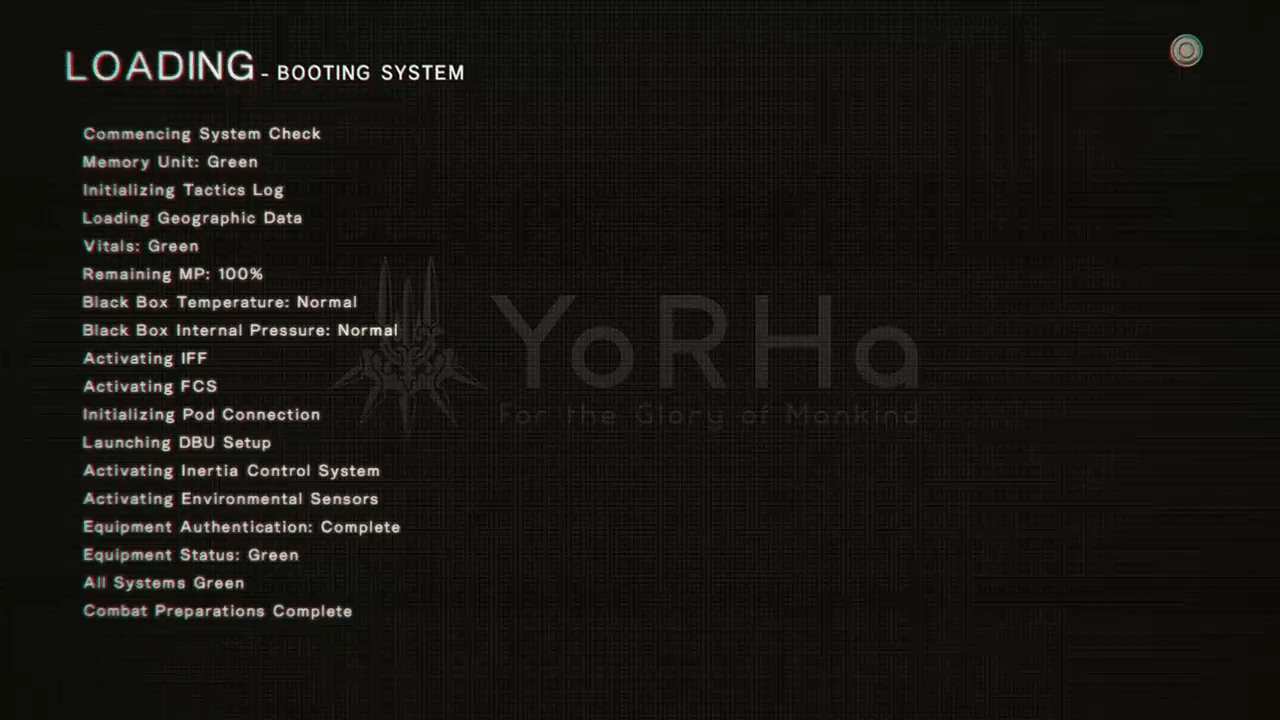 LOADING - BOOTING SYSTEM
Commencing System Check
Memory Unit: Green
Initializing Tactics Log
Loading Geographic Data
Vitals: Green
Remaining MP: 100%
Black Box Temperature: Normal
Black Box Internal Pressure: Normal
Activating IFF
Activating FCS
Initializing Pod Connection
Launching DBU Setup
Activating Inertia Control System
Activating Environmental Sensors
Equipment Authentication: Complete
Equipment Status: Green
All Systems Green
Combat Preparations Complete
YoRHa
For the Glory of Mankind